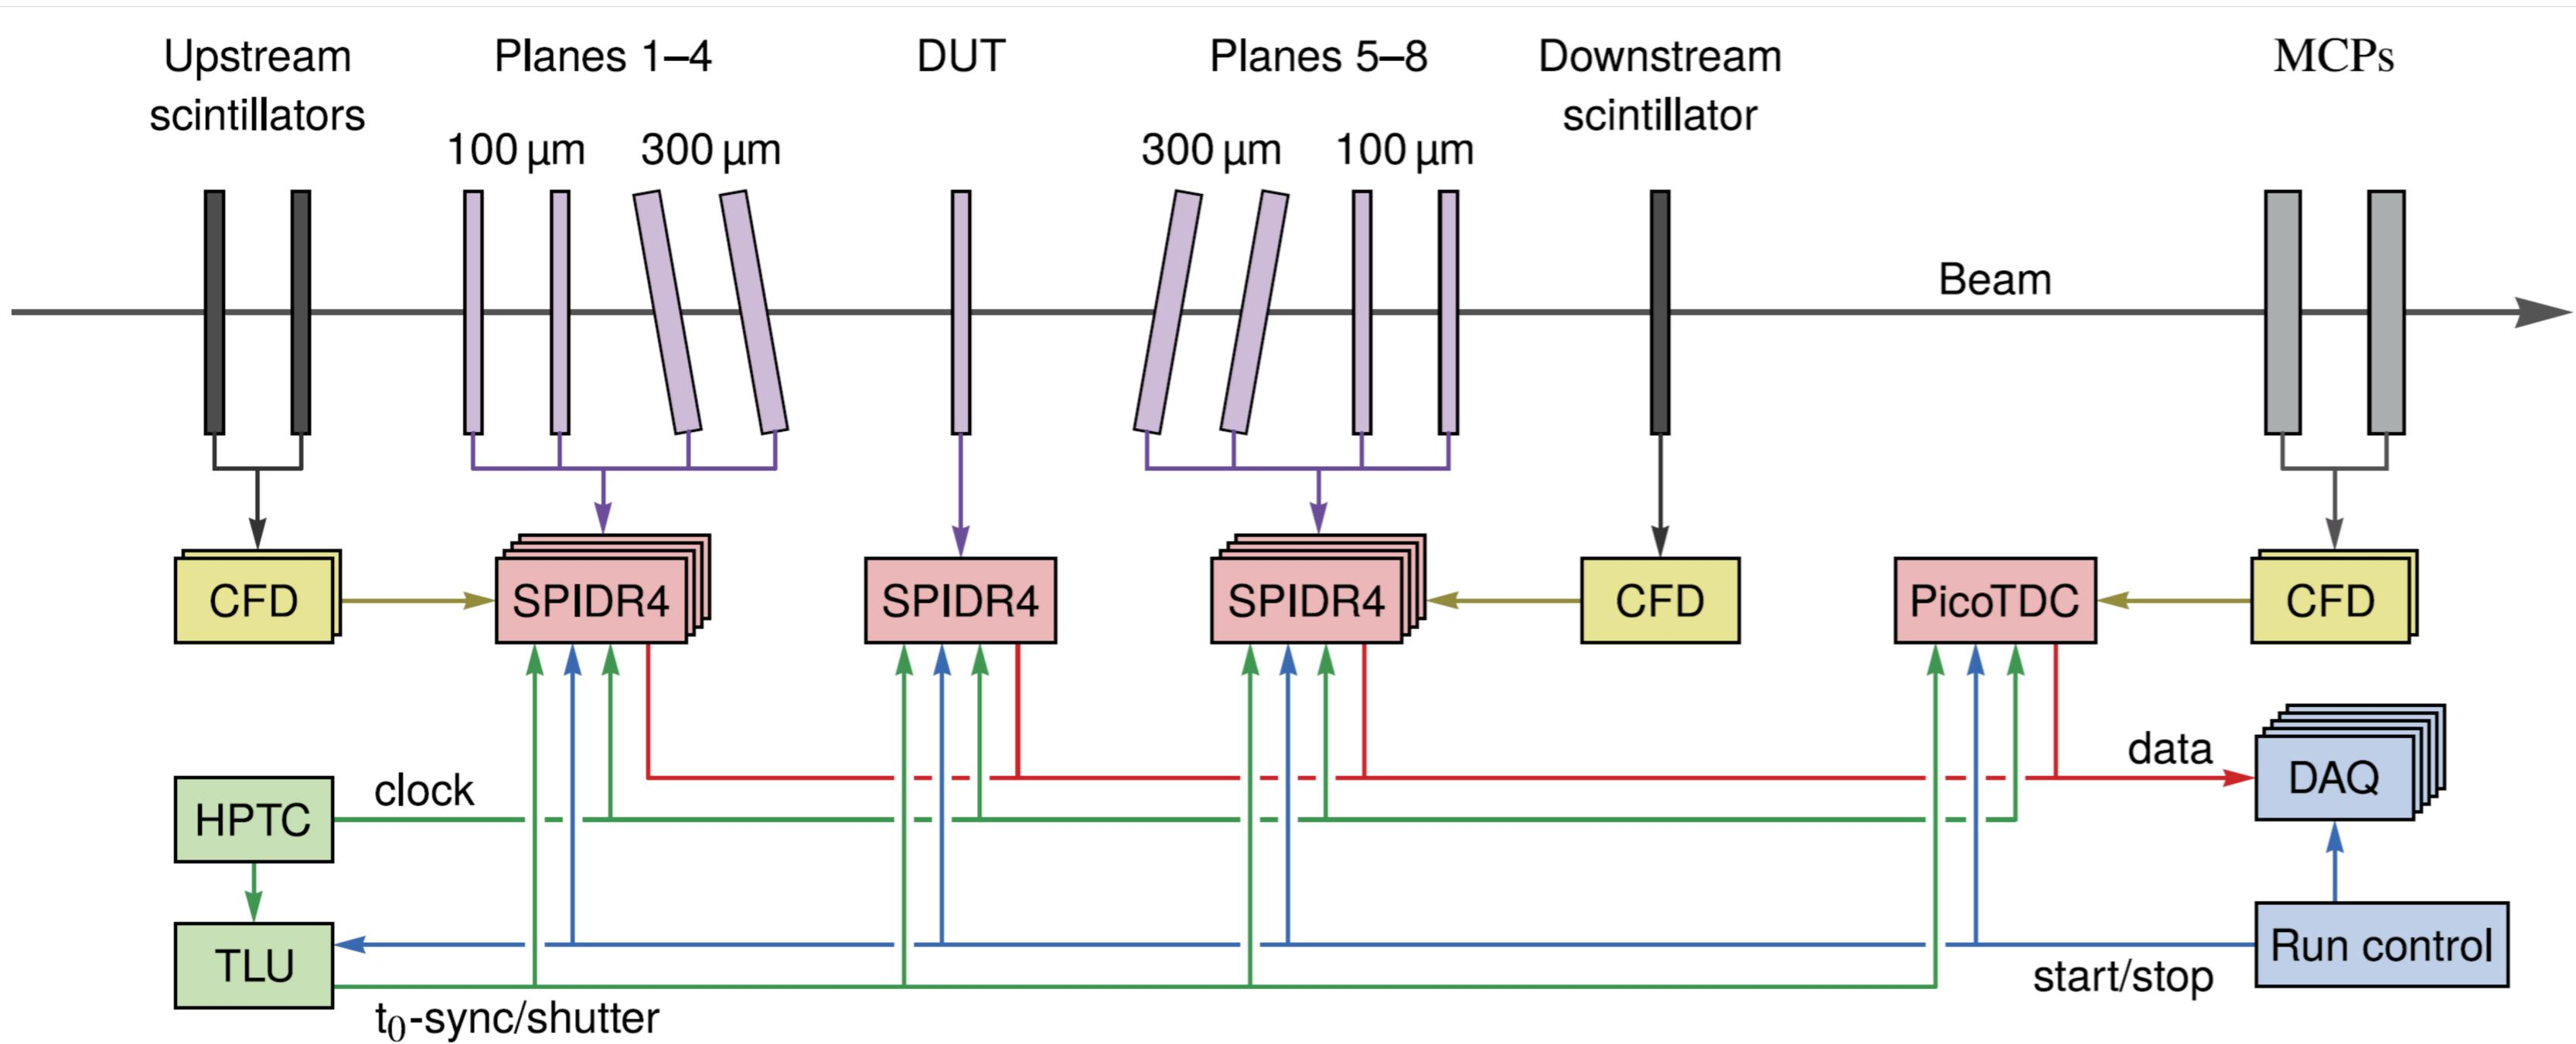 Upstream
scintillators
Planes 1–4
DUT
Planes 5–8
Downstream
scintillator
MCPs
100 µm
300 µm
300 µm
100 µm
Beam
CFD
SPIDR4
SPIDR4
SPIDR4
CFD
PicoTDC
CFD
data
DAQ
clock
HPTC
TLU
Run control
start/stop
t0-sync/shutter